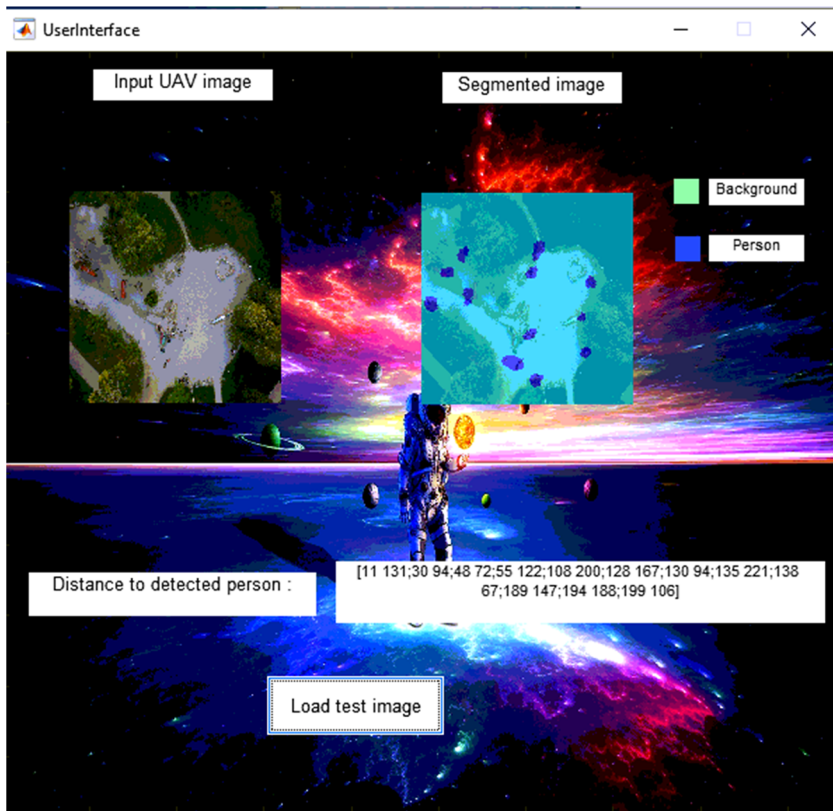 UserInterface
Input UAV image
Segmented image
Background
Person
Distance to detected person :
[11 131;30 94;48 72;55 122;108 200;128 167;130 94;135 221;138
67;189 147;194 188;199 106]
Load test image